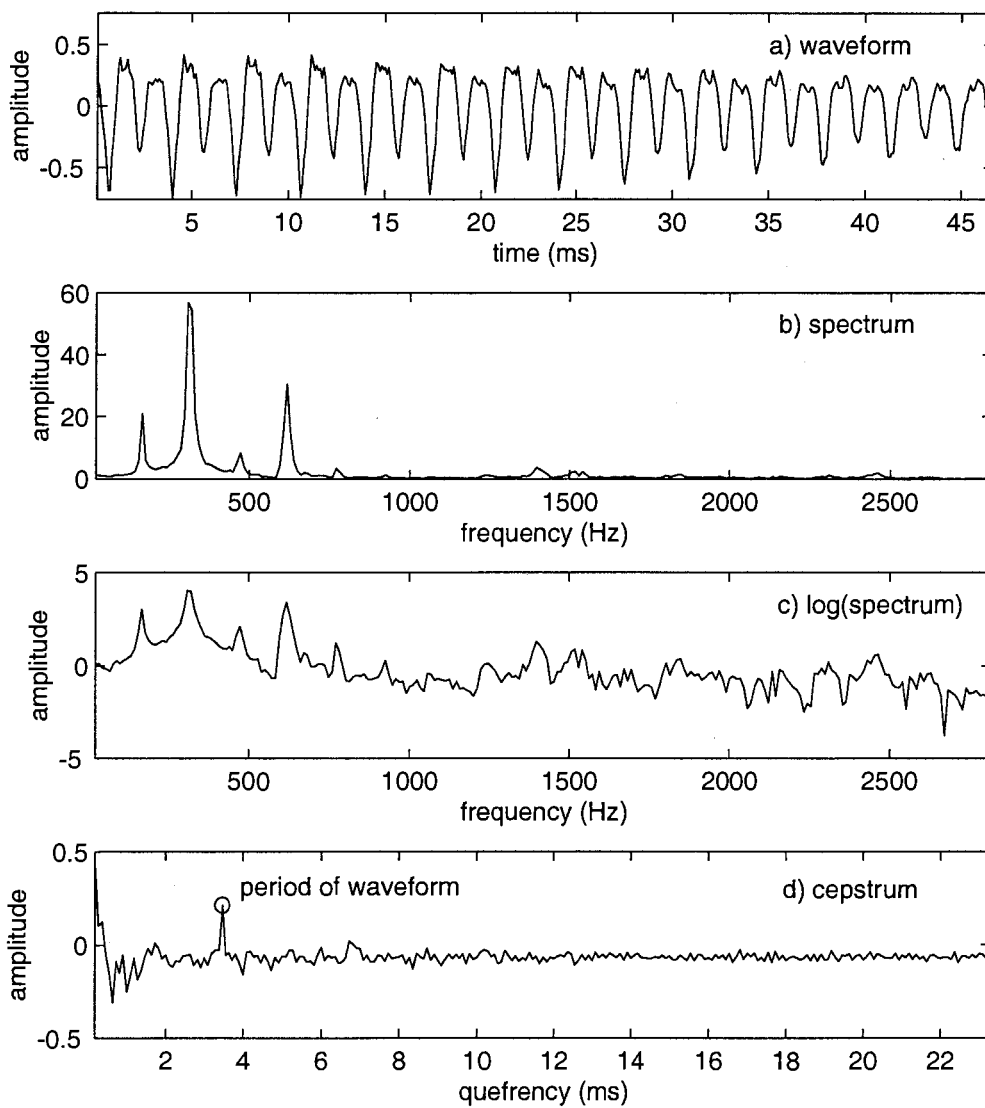 a) waveform
amplitude
0.5
0
-0.5
5 10 15 20 25 30 35 40 45
time (ms)
b) spectrum
amplitude
60
40
20
0
500 1000 1500 2000 2500
frequency (Hz)
c) log(spectrum)
amplitude
5
0
-5
500 1000 1500 2000 2500
frequency (Hz)
d) cepstrum
period of waveform
amplitude
0.5
0
-0.5
2 4 6 8 10 12 14 16 18 20 22
quefrency (ms)